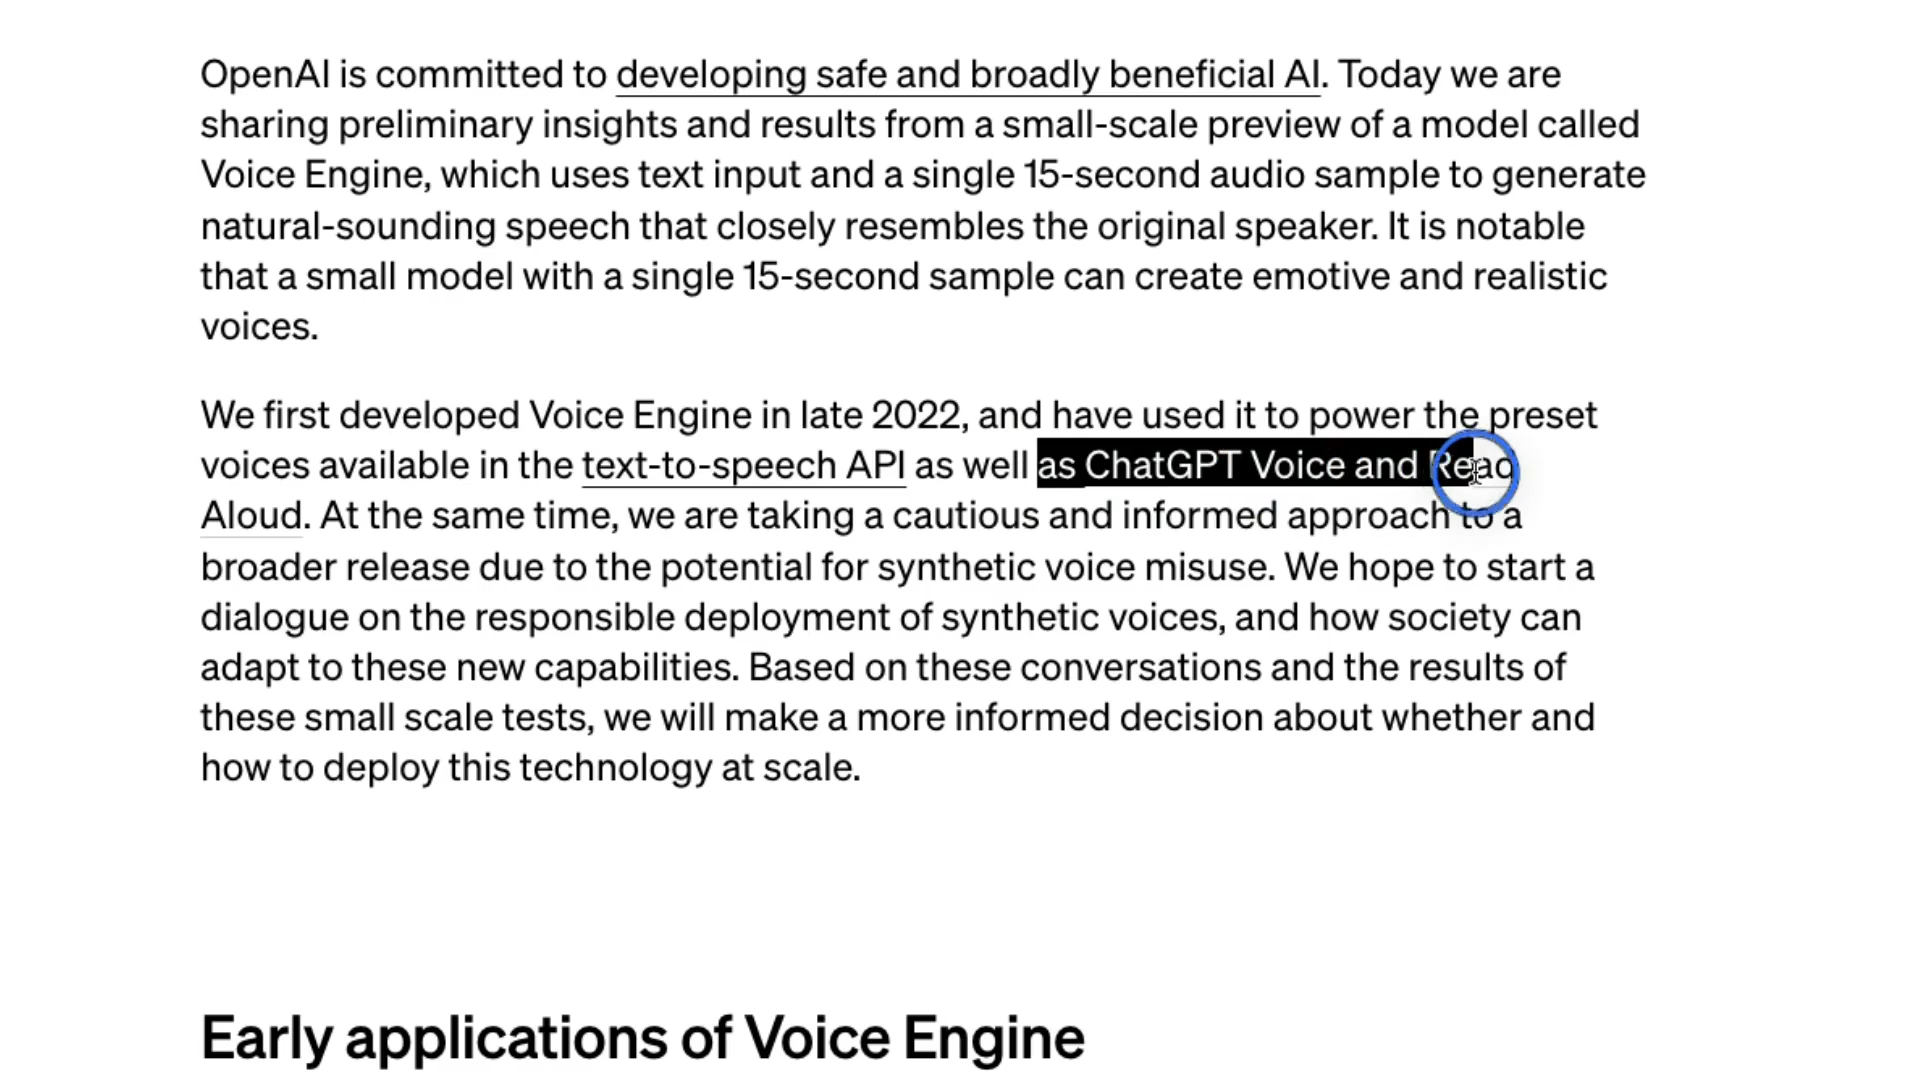 OpenAI is committed to developing safe and broadly beneficial AI. Today we are
sharing preliminary insights and results from a small-scale preview of a model called
Voice Engine, which uses text input and a single 15-second audio sample to generate
natural-sounding speech that closely resembles the original speaker. It is notable
that a small model with a single 15-second sample can create emotive and realistic
voices.
We first developed Voice Engine in late 2022, and have used it to power the preset
voices available in the text-to-speech API as well as ChatGPT Voice and Read
Aloud. At the same time, we are taking a cautious and informed approach to a
broader release due to the potential for synthetic voice misuse. We hope to start a
dialogue on the responsible deployment of synthetic voices, and how society can
adapt to these new capabilities. Based on these conversations and the results of
these small scale tests, we will make a more informed decision about whether and
how to deploy this technology at scale.
Early applications of Voice Engine